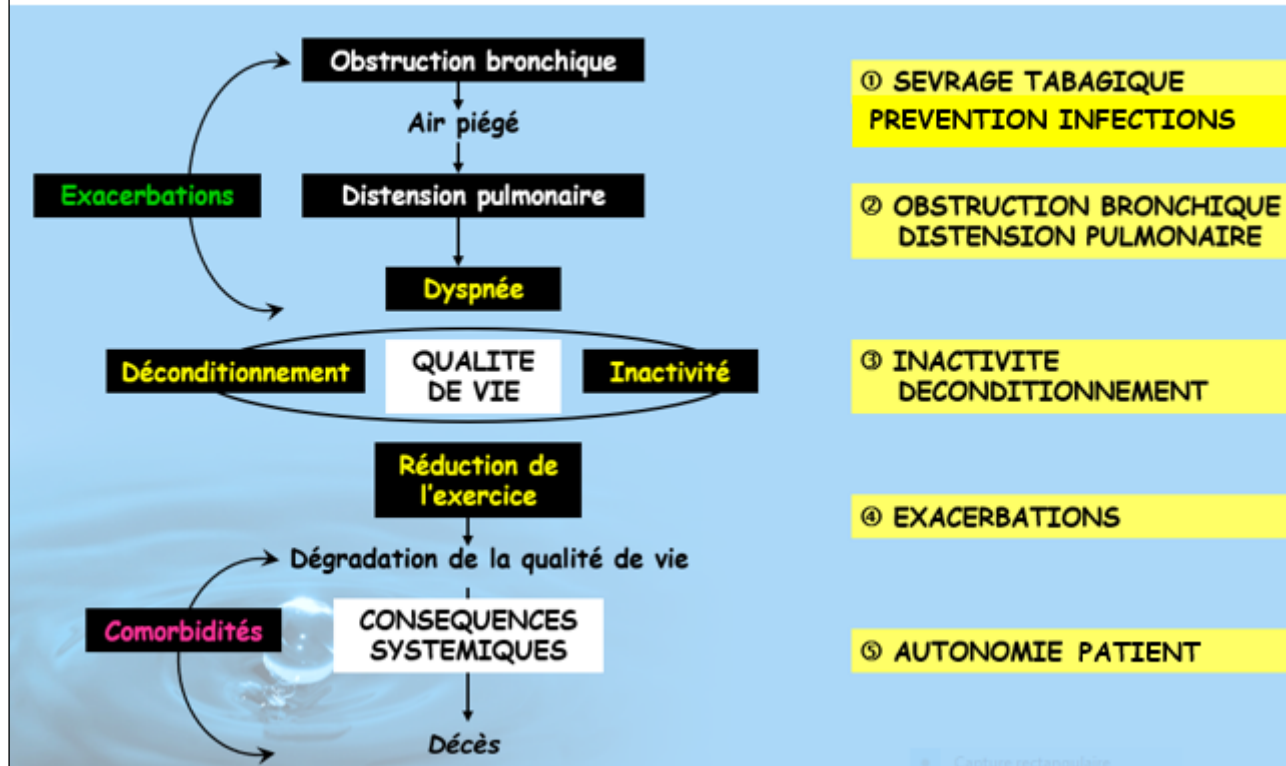 Obstruction bronchique
Air piégé
Exacerbations
Distension pulmonaire
Dyspnée
Déconditionnement
QUALITE
DE VIE
Inactivité
Réduction de
l'exercice
Dégradation de la qualité de vie
Comorbidités
CONSEQUENCES
SYSTEMIQUES
Décès
① SEVRAGE TABAGIQUE
PREVENTION INFECTIONS
② OBSTRUCTION BRONCHIQUE
DISTENSION PULMONAIRE
③ INACTIVITE
DECONDITIONNEMENT
④ EXACERBATIONS
⑤ AUTONOMIE PATIENT
Capture rectangulaire